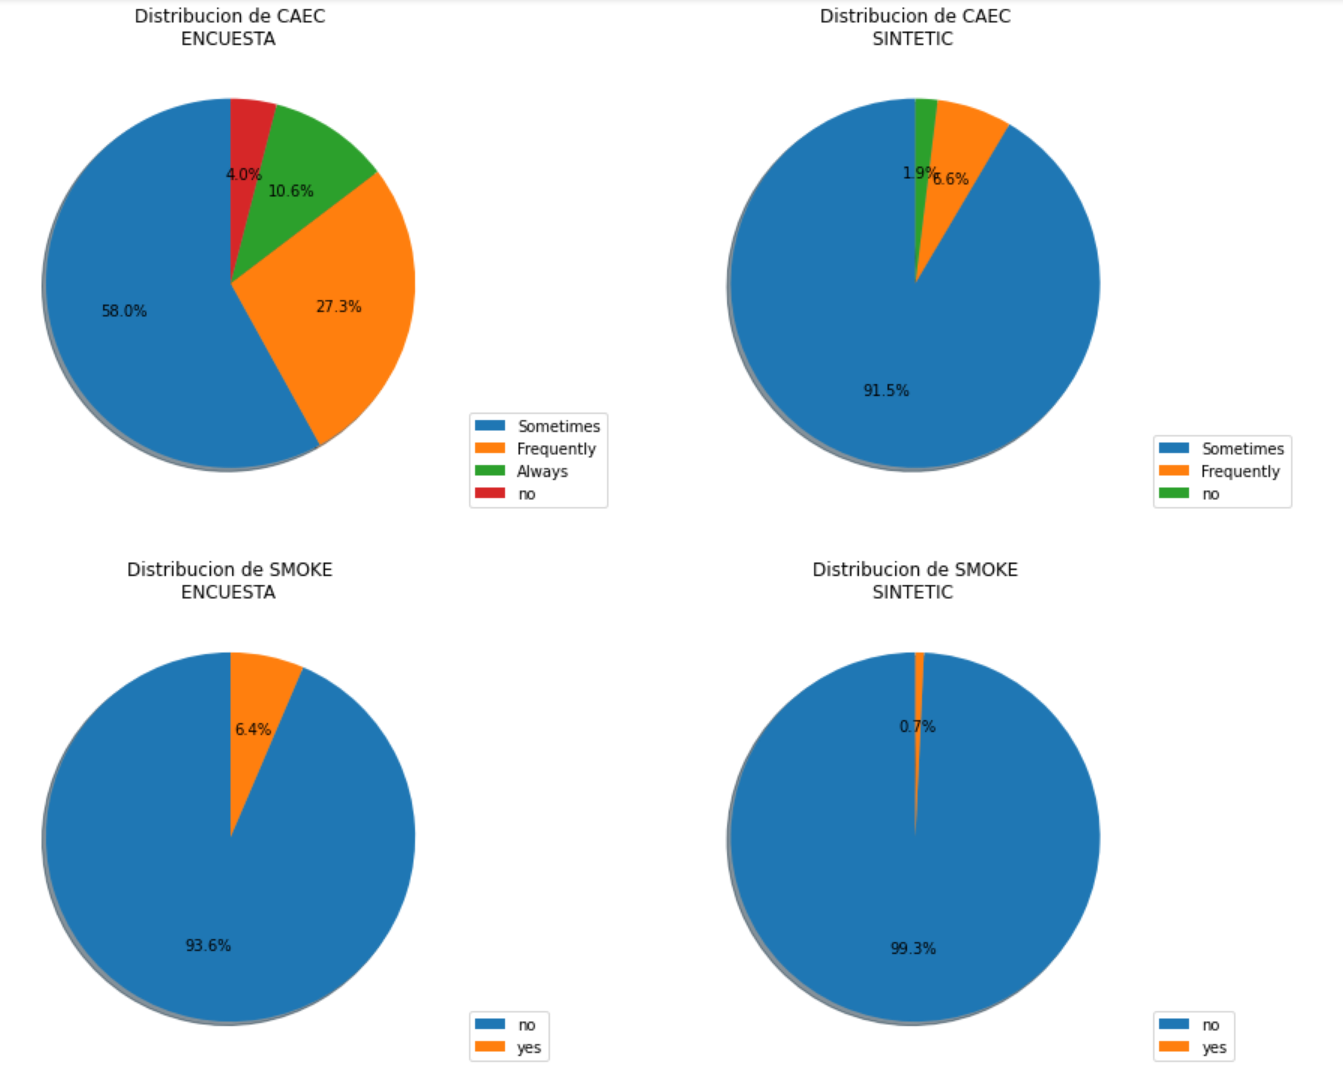 Distribucion de CAEC
ENCUESTA
4.0%
10.6%
58.0%
27.3%
Sometimes
Frequently
Always
no
Distribucion de CAEC
SINTETIC
1.9%
6.6%
91.5%
Sometimes
Frequently
no
Distribucion de SMOKE
ENCUESTA
6.4%
93.6%
no
yes
Distribucion de SMOKE
SINTETIC
0.7%
99.3%
no
yes